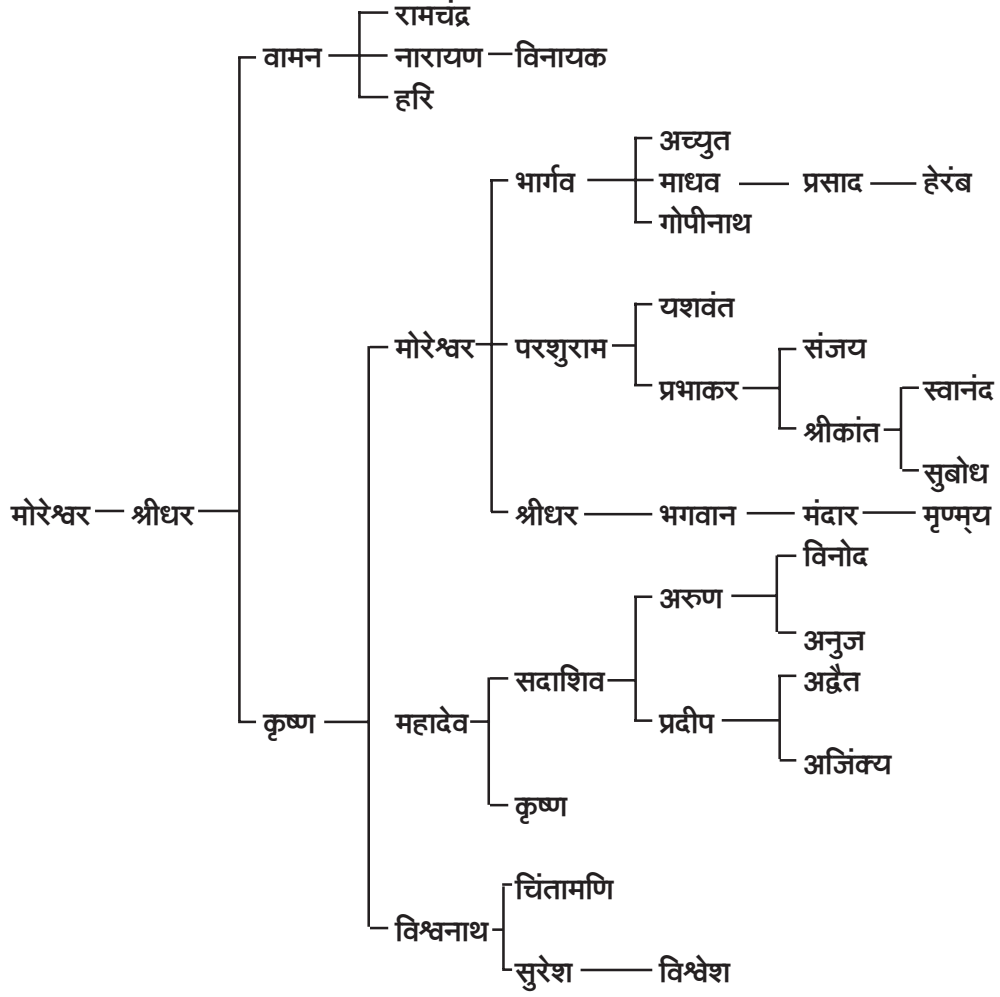 रामचंद्र
वामन नारायण विनायक
हरि
अच्युत
भार्गव माधव प्रसाद हेरंब
गोपीनाथ
यशवंत
मोरेश्वर परशुराम संजय
प्रभाकर स्वानंद
श्रीकांत
सुबोध
मोरेश्वर श्रीधर श्रीधर भगवान मंदार मृण्म्य
विनोद
अरुण
अनुज
सदाशिव अद्वैत
महादेव प्रदीप
कृष्ण
अजिंक्य
कृष्ण
चिंतामणि
विश्वनाथ
सुरेश विश्वेश